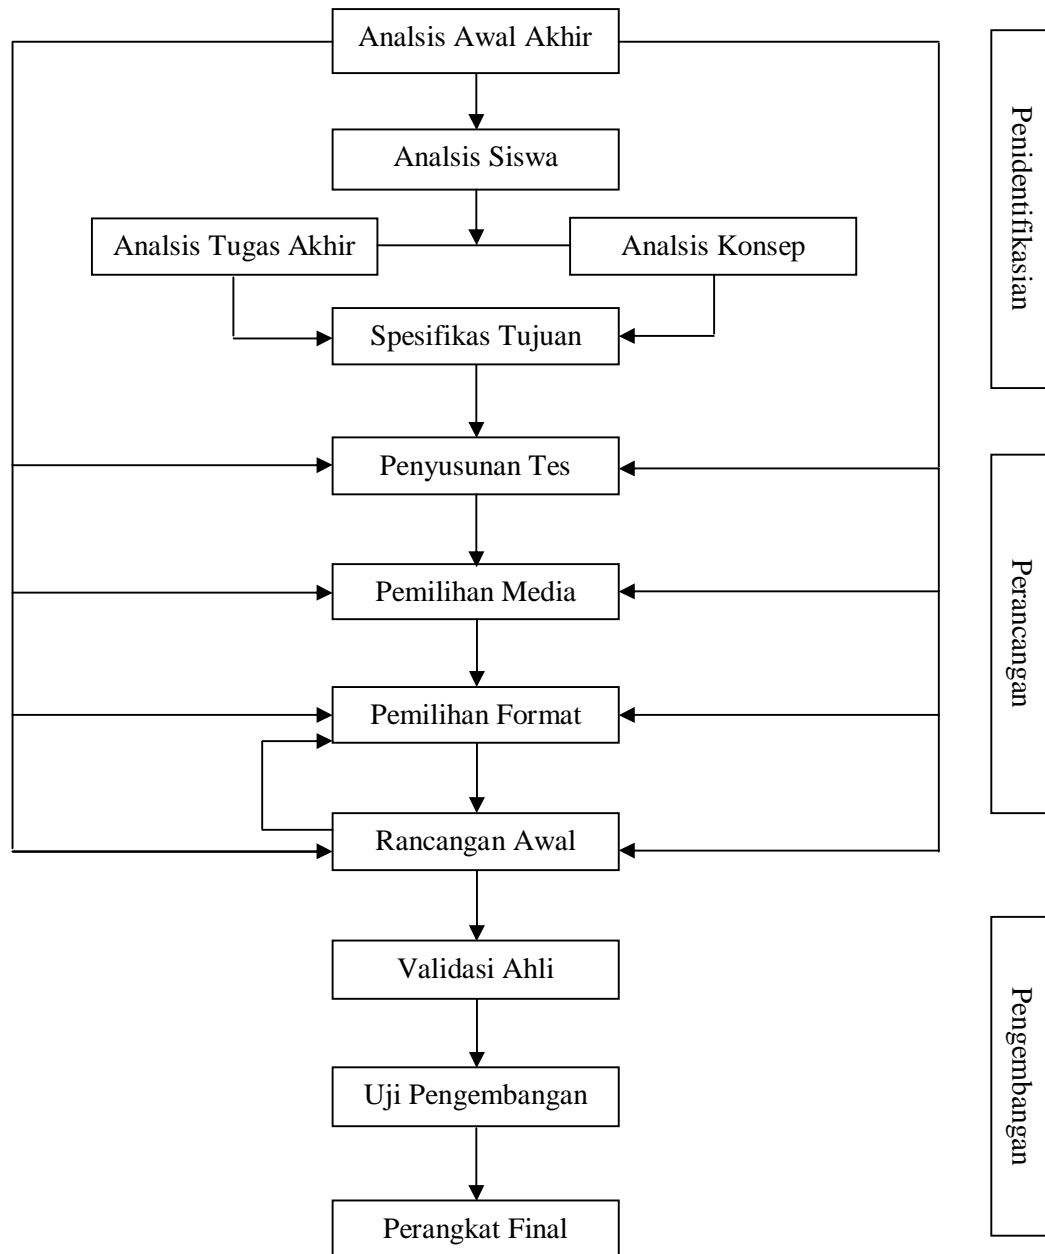 Analsis Awal Akhir
Analsis Siswa
Analsis Tugas Akhir
Analsis Konsep
Spesifikas Tujuan
Penidentifikasian
Penyusunan Tes
Pemilihan Media
Pemilihan Format
Rancangan Awal
Perancangan
Validasi Ahli
Uji Pengembangan
Perangkat Final
Pengembangan